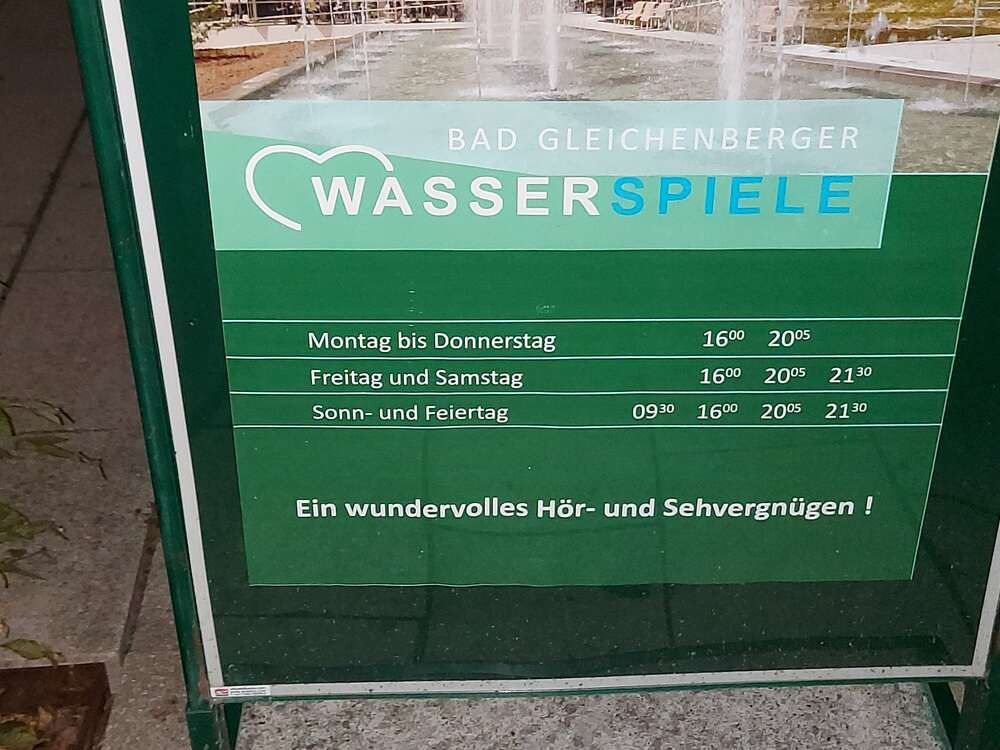 BAD GLEICHENBERGER
WASSERSPIELE
Montag bis Donnerstag 16⁰⁰ 20⁰⁵
Freitag und Samstag 16⁰⁰ 20⁰⁵ 21³⁰
Sonn- und Feiertag 09³⁰ 16⁰⁰ 20⁰⁵ 21³⁰
Ein wundervolles Hör- und Sehvergnügen !